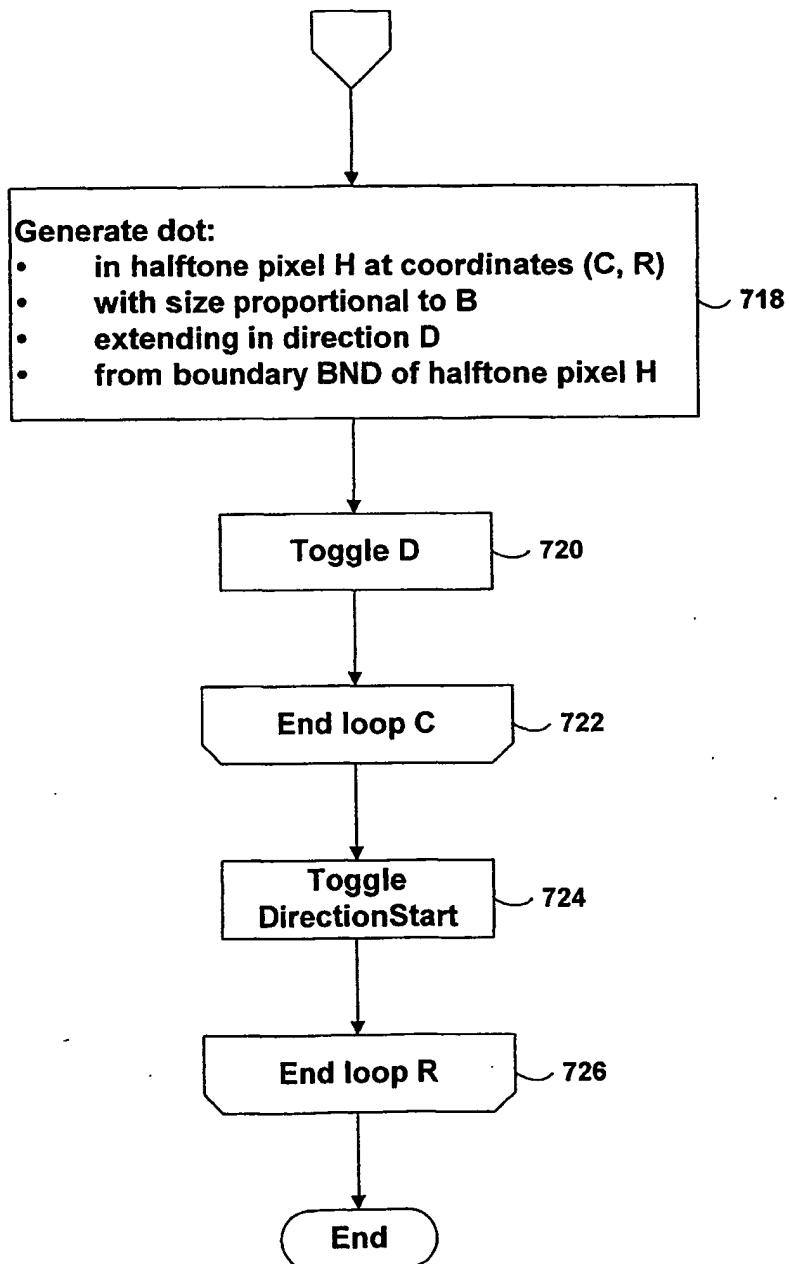 Generate dot:
• in halftone pixel H at coordinates (C, R)
• with size proportional to B
• extending in direction D
• from boundary BND of halftone pixel H
718
Toggle D
720
End loop C
722
Toggle
DirectionStart
724
End loop R
726
End